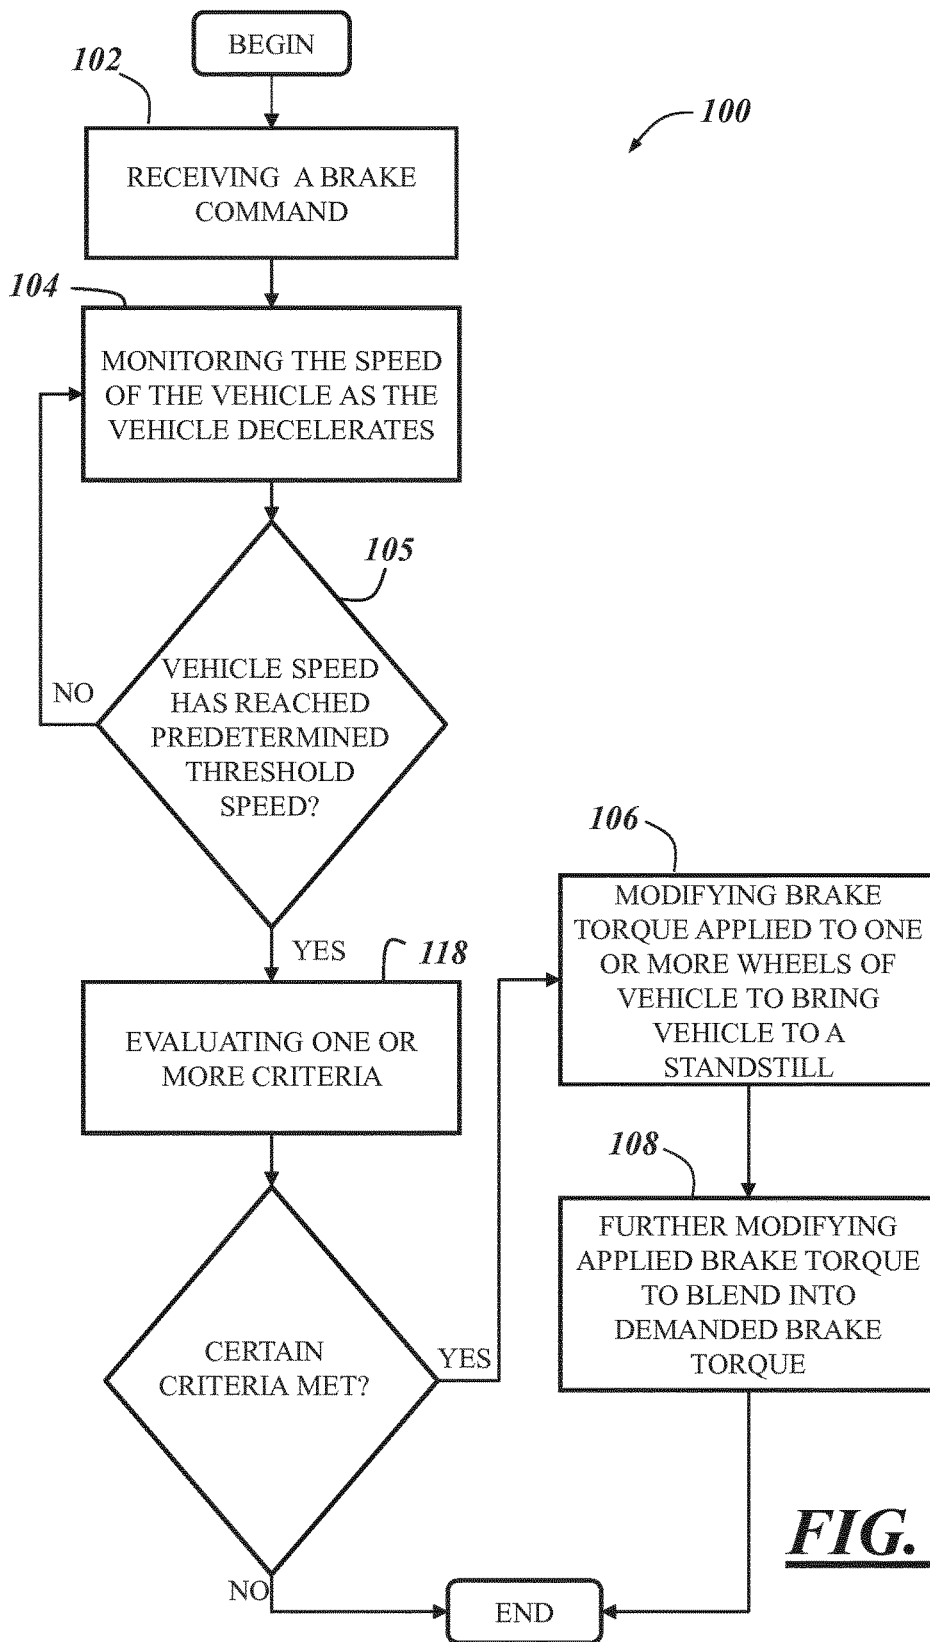 BEGIN
102
100
RECEIVING A BRAKE
COMMAND
104
MONITORING THE SPEED
OF THE VEHICLE AS THE
VEHICLE DECELERATES
105
VEHICLE SPEED
HAS REACHED
PREDETERMINED
THRESHOLD
SPEED?
NO
YES
118
EVALUATING ONE OR
MORE CRITERIA
CERTAIN
CRITERIA MET?
YES
NO
106
MODIFYING BRAKE
TORQUE APPLIED TO ONE
OR MORE WHEELS OF
VEHICLE TO BRING
VEHICLE TO A
STANDSTILL
108
FURTHER MODIFYING
APPLIED BRAKE TORQUE
TO BLEND INTO
DEMANDED BRAKE
TORQUE
END
FIG.